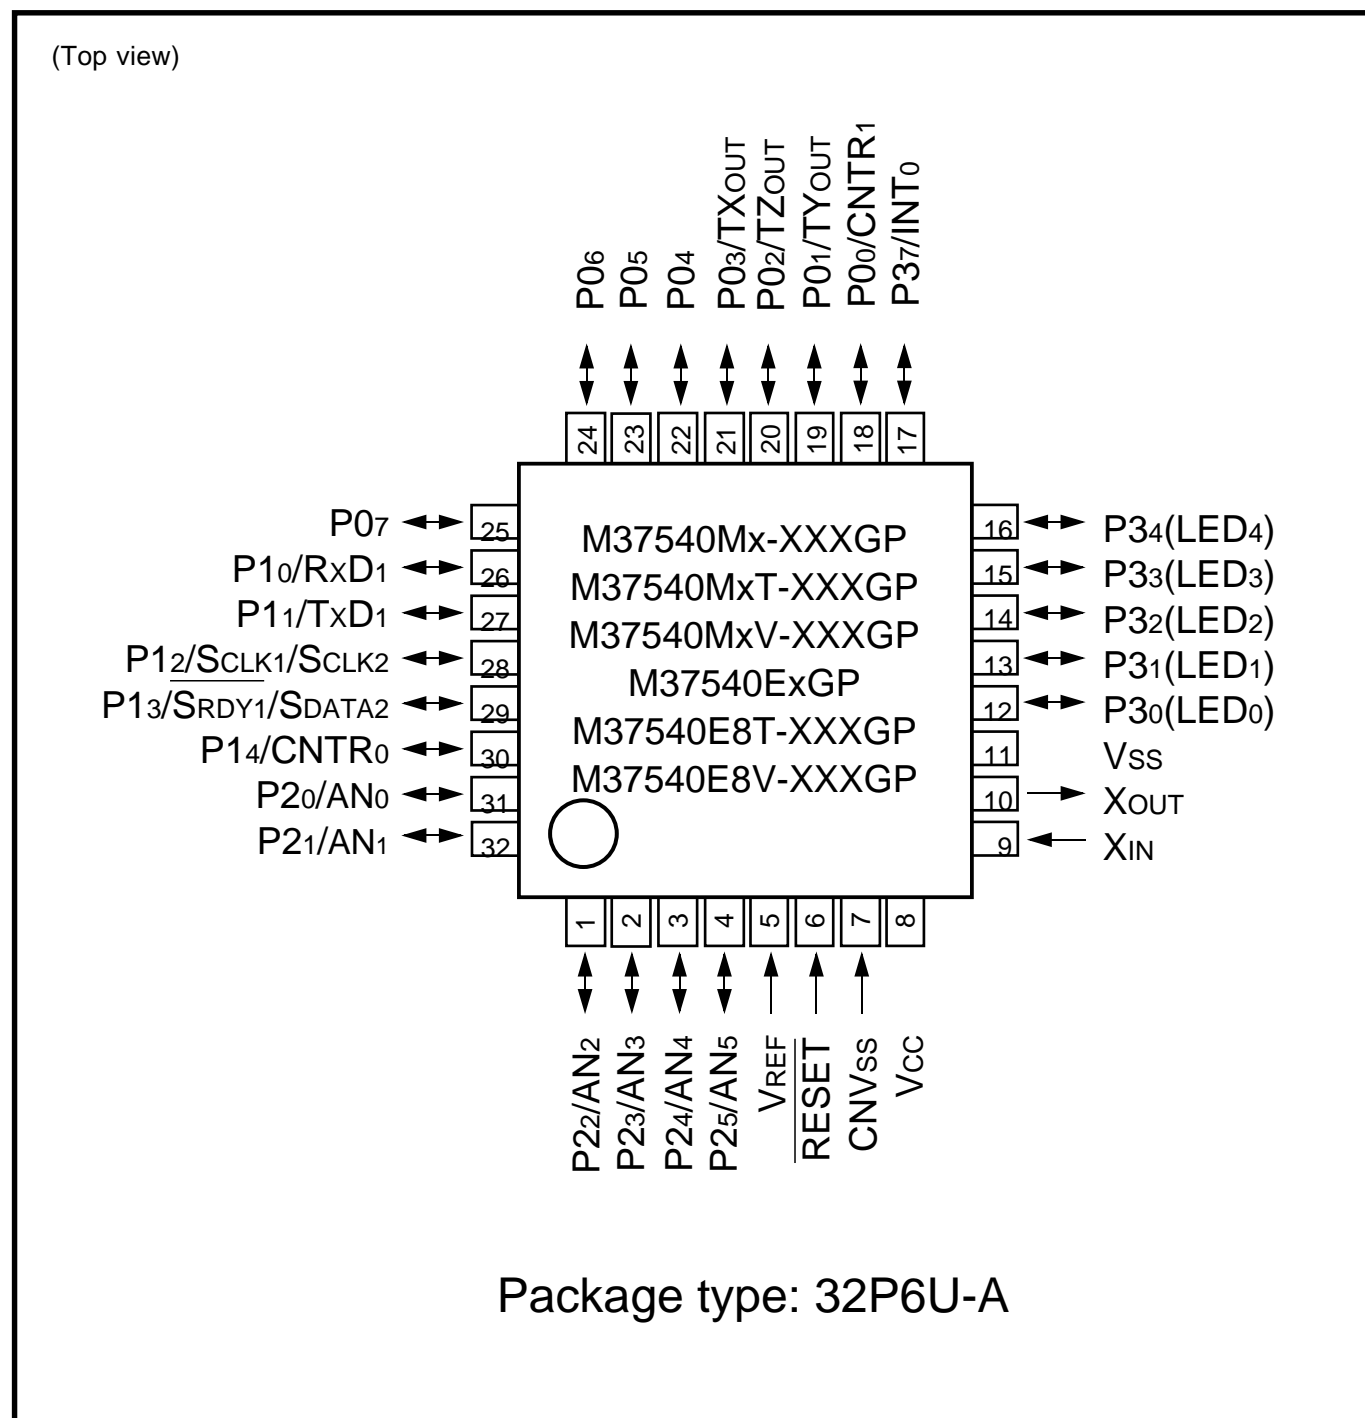 (Top view)
P06
P05
P04
P03/TXOUT
P02/TZOUT
P01/TYOUT
P00/CNTR1
P37/INT0
24
23
22
21
20
19
18
17
P07
25
P10/RXD1
26
P11/TXD1
27
P12/SCLK1/SCLK2
28
P13/SRDY1/SDATA2
29
P14/CNTR0
30
P20/AN0
31
P21/AN1
32
M37540Mx-XXXGP
M37540MxT-XXXGP
M37540MxV-XXXGP
M37540ExGP
M37540E8T-XXXGP
M37540E8V-XXXGP
16
P34(LED4)
15
P33(LED3)
14
P32(LED2)
13
P31(LED1)
12
P30(LED0)
11
VSS
10
XOUT
9
XIN
1
2
3
4
5
6
7
8
P22/AN2
P23/AN3
P24/AN4
P25/AN5
VREF
RESET
CNVSS
VCC
Package type: 32P6U-A